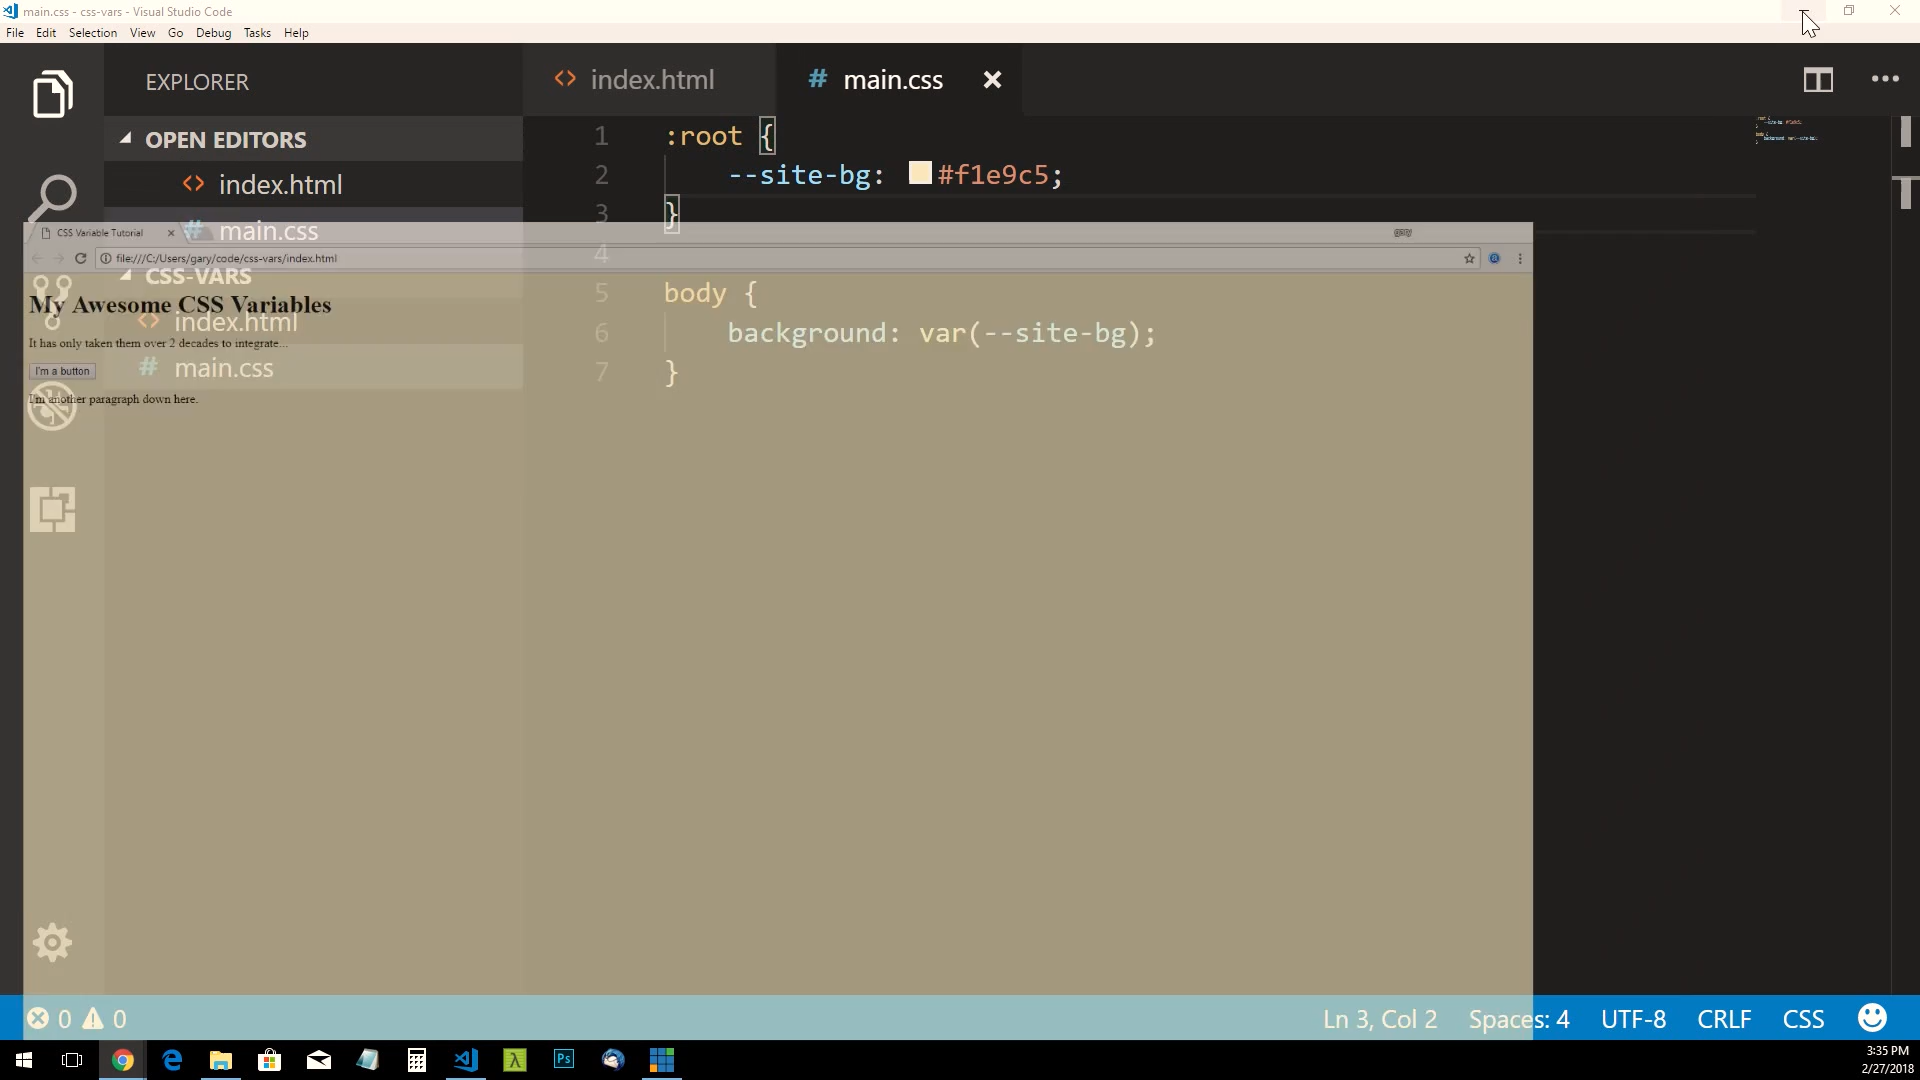 main.css - css-vars - Visual Studio Code
File Edit Selection View Go Debug Tasks Help
EXPLORER
OPEN EDITORS
<> index.html
# main.css
CSS-VARS
<> index.html
# main.css
<> index.html
# main.css
1 :root {
2 --site-bg: #f1e9c5;
3 }
4
5 body {
6 background: var(--site-bg);
7 }
CSS Variable Tutorial
gary
file:///C:/Users/gary/code/css-vars/index.html
My Awesome CSS Variables
It has only taken them over 2 decades to integrate...
I'm a button
I'm another paragraph down here.
0 0
Ln 3, Col 2 Spaces: 4 UTF-8 CRLF CSS
Ps
3:35 PM
2/27/2018